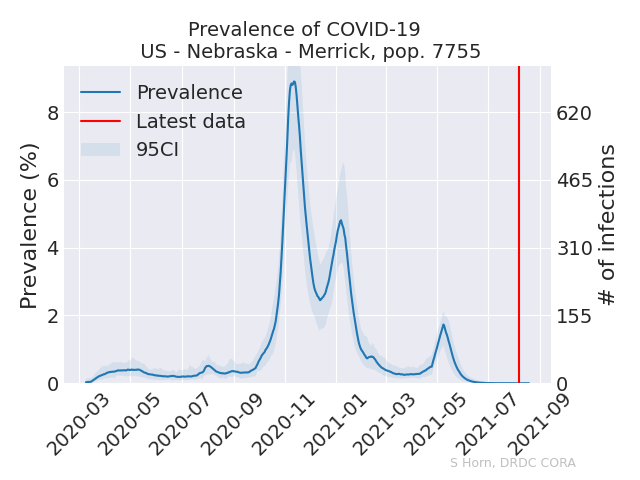 Prevalence of COVID-19
US - Nebraska - Merrick, pop. 7755
Prevalence
Latest data
95CI
Prevalence (%)
8
6
4
2
0
620
465
310
155
0
# of infections
2020-03
2020-05
2020-07
2020-09
2020-11
2021-01
2021-03
2021-05
2021-07
2021-09
S Horn, DRDC CORA